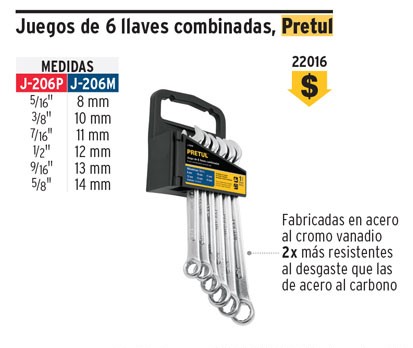 Juegos de 6 llaves combinadas, Pretul
MEDIDAS
J-206P J-206M
5/16" 8 mm
3/8" 10 mm
7/16" 11 mm
1/2" 12 mm
9/16" 13 mm
5/8" 14 mm
22016
$
PRETUL
Fabricadas en acero
al cromo vanadio
2x más resistentes
al desgaste que las
de acero al carbono